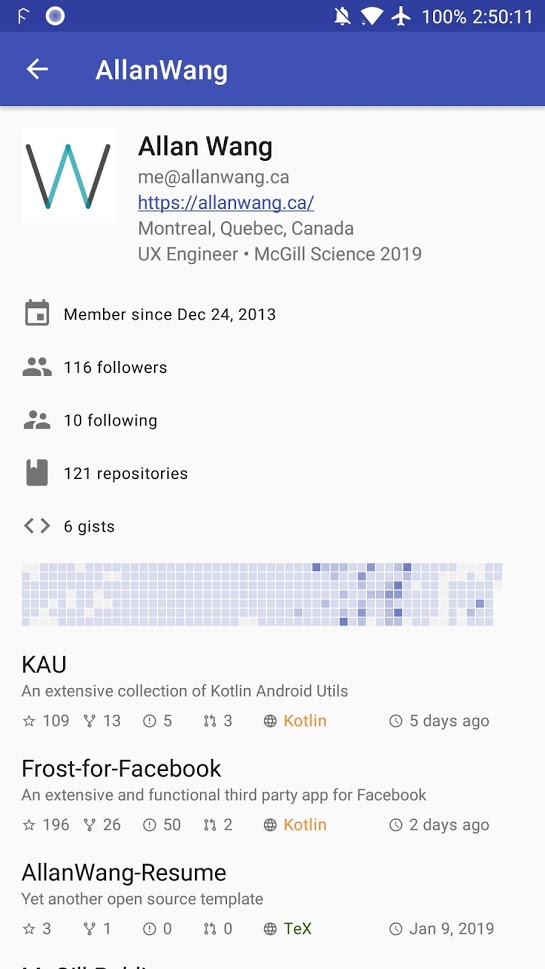 100% 2:50:11
AllanWang
Allan Wang
me@allanwang.ca
https://allanwang.ca/
Montreal, Quebec, Canada
UX Engineer • McGill Science 2019
Member since Dec 24, 2013
116 followers
10 following
121 repositories
6 gists
KAU
An extensive collection of Kotlin Android Utils
109 13 5 3 Kotlin 5 days ago
Frost-for-Facebook
An extensive and functional third party app for Facebook
196 26 50 2 Kotlin 2 days ago
AllanWang-Resume
Yet another open source template
3 1 0 0 TeX Jan 9, 2019